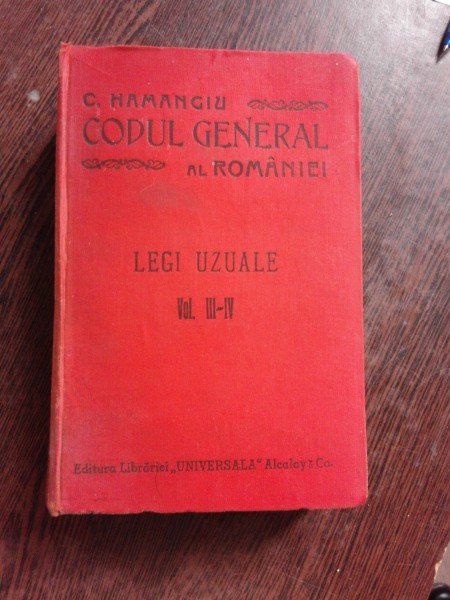 C. HAMANGIU
CODUL GENERAL
AL ROMÂNIEI
LEGI UZUALE
Vol. III-IV
Editura Librăriei „UNIVERSALA" Alcalay & Co.